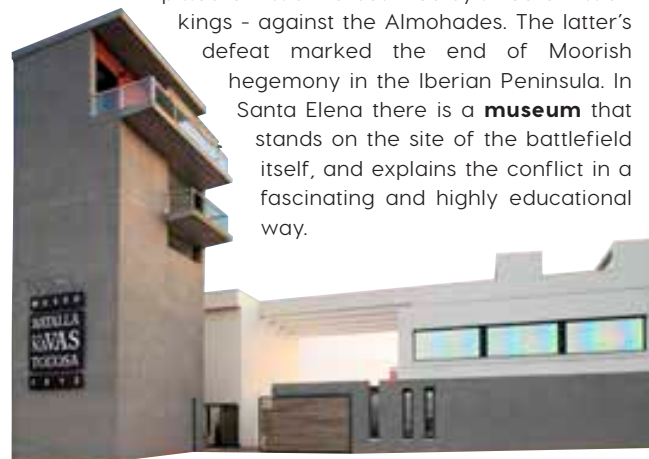 kings - against the Almohades. The latter’s
defeat marked the end of Moorish
hegemony in the Iberian Peninsula. In
Santa Elena there is a museum that
stands on the site of the battlefield
itself, and explains the conflict in a
fascinating and highly educational
way.
MUSEO
BATALLA
NAVAS
TOLOSA